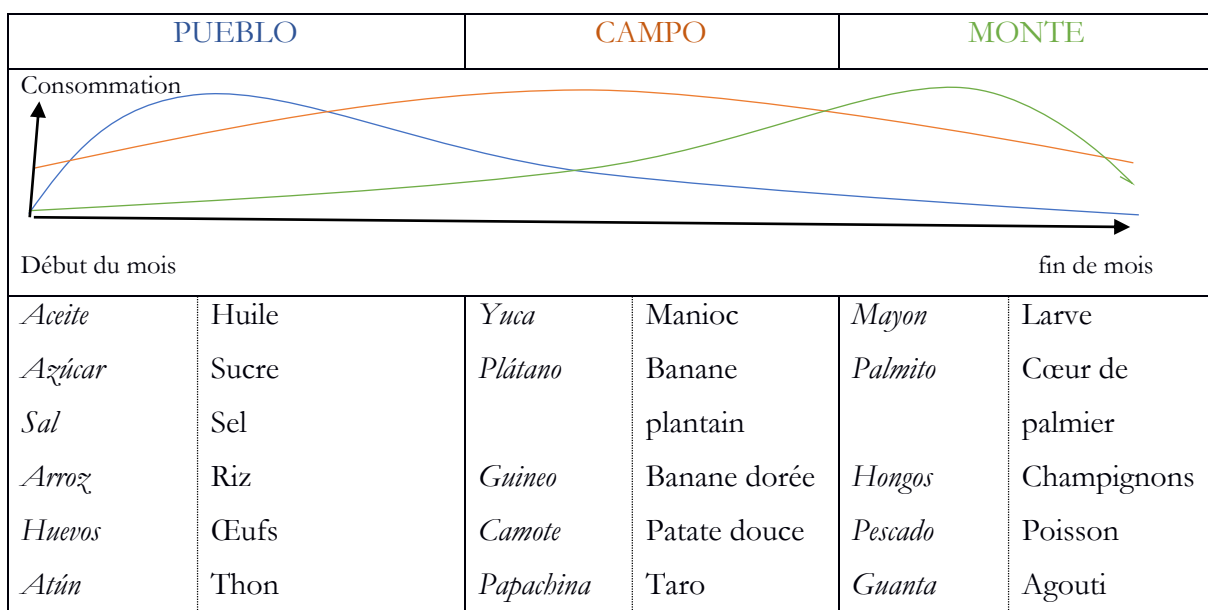 PUEBLO CAMPO MONTE
Consommation
Début du mois fin de mois
Aceite Huile Yuca Manioc Mayon Larve
Azúcar Sucre Plátano Banane Palmito Cœur de
Sal Sel plantain palmier
Arroz Riz Guineo Banane dorée Hongos Champignons
Huevos Œufs Camote Patate douce Pescado Poisson
Atún Thon Papachina Taro Guanta Agouti